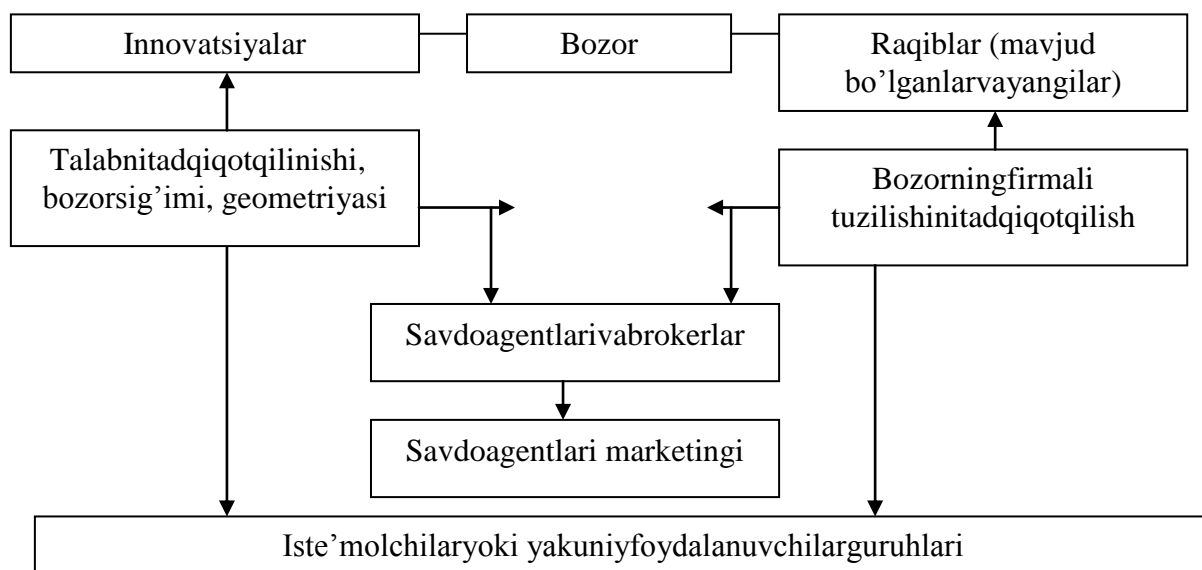 Innovatsiyalar
Bozor
Raqiblar (mavjud
bo’lganlarvayangilar)
Talabnitadqiqotqilinishi,
bozorsig’imi, geometriyasi
Bozorningfirmali
tuzilishinitadqiqotqilish
Savdoagentlarivabrokerlar
Savdoagentlari marketingi
Iste’molchilaryoki yakuniyfoydalanuvchilarguruhlari